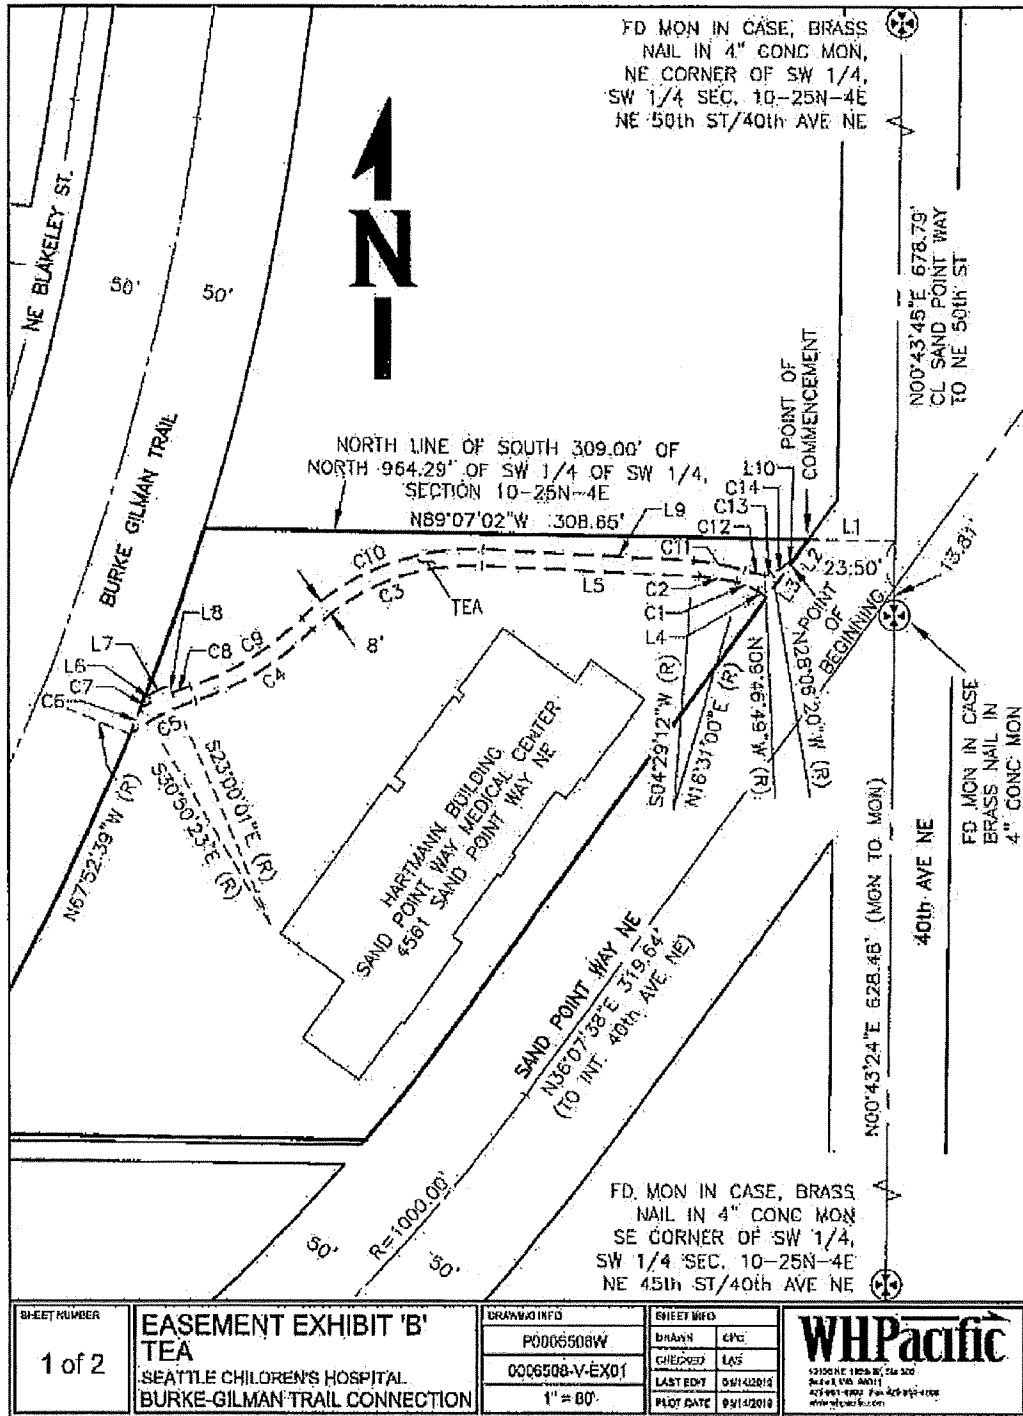 FD MON IN CASE, BRASS
NAIL IN 4" CONC MON,
NE CORNER OF SW 1/4,
SW 1/4 SEC. 10-25N-4E
NE 50th ST/40th AVE NE
N
NE BLAKELEY ST.
50'
50'
BURKE GILMAN TRAIL
N00°43'45"E 678.79'
CL SAND POINT WAY
TO NE 50th ST
POINT OF
COMMENCEMENT
NORTH LINE OF SOUTH 309.00' OF
NORTH 964.29' OF SW 1/4 OF SW 1/4,
SECTION 10-25N-4E
N89°07'02"W 308.65'
L10
C14
C13
C12
C11
L9
L1
L2
L3
23.50'
13.87'
C10
C3
TEA
L5
C2
C1
L4
8'
POINT
OF
BEGINNING
L8
L7
L6
C7
C6
C8
C9
C4
C5
S04°29'12"W (R)
N16°31'00"E (R)
N09°46'49"W (R)
N28°06'20"W (R)
FD MON IN CASE
BRASS NAIL IN
4" CONC MON
N67°52'39"W (R)
S30°50'23"E (R)
S23°00'01"E (R)
HARTMANN BUILDING
SAND POINT WAY MEDICAL CENTER
4561 SAND POINT WAY NE
SAND POINT WAY NE
N36°07'38"E 319.64'
(TO INT. 40th AVE NE)
N00°43'24"E 628.48' (MON TO MON)
40th AVE NE
R=1000.00'
50'
50'
FD. MON IN CASE, BRASS
NAIL IN 4" CONC MON
SE CORNER OF SW 1/4,
SW 1/4 SEC. 10-25N-4E
NE 45th ST/40th AVE NE
SHEET NUMBER
1 of 2
EASEMENT EXHIBIT 'B'
TEA
SEATTLE CHILDREN'S HOSPITAL
BURKE-GILMAN TRAIL CONNECTION
DRAWING INFO
P0006508W
0006508-V-EX01
1" = 80'
SHEET INFO
DRAWN
CHECKED
LAS
LAST EDIT
PLOT DATE
WHPacific